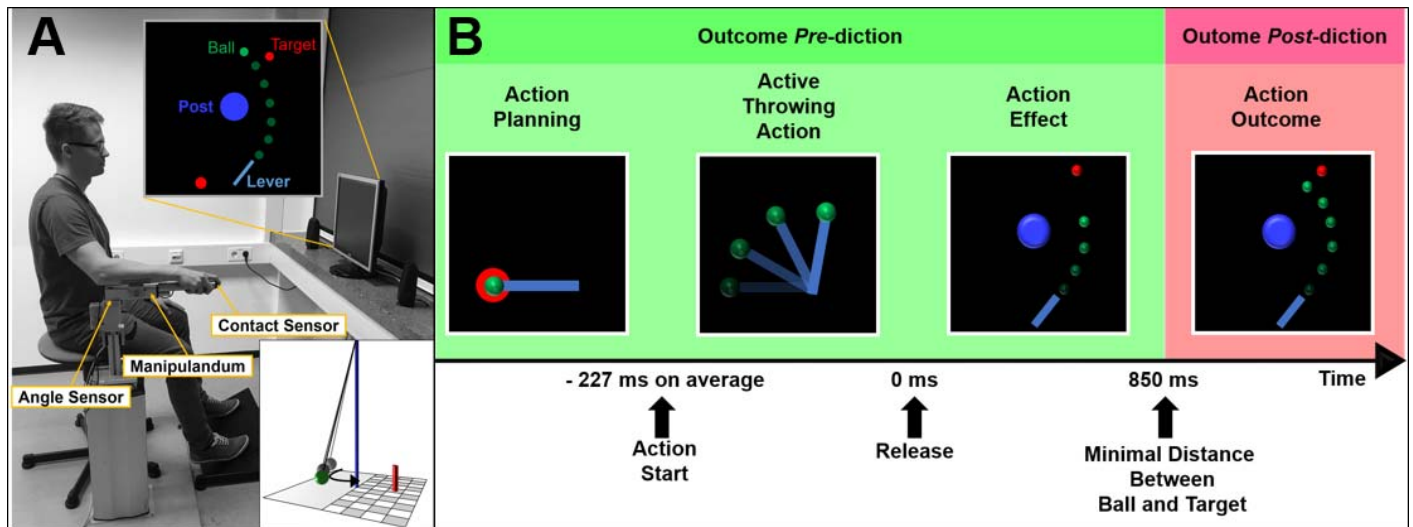 A
Ball
Target
Post
Lever
Contact Sensor
Manipulandum
Angle Sensor
B
Outcome Pre-diction
Outome Post-diction
Action
Planning
Active
Throwing
Action
Action
Effect
Action
Outcome
- 227 ms on average
0 ms
850 ms
Time
Action
Start
Release
Minimal Distance
Between
Ball and Target